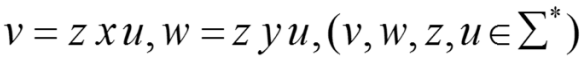 v = z x u, w = z y u, (v, w, z, u ∈ Σ*)